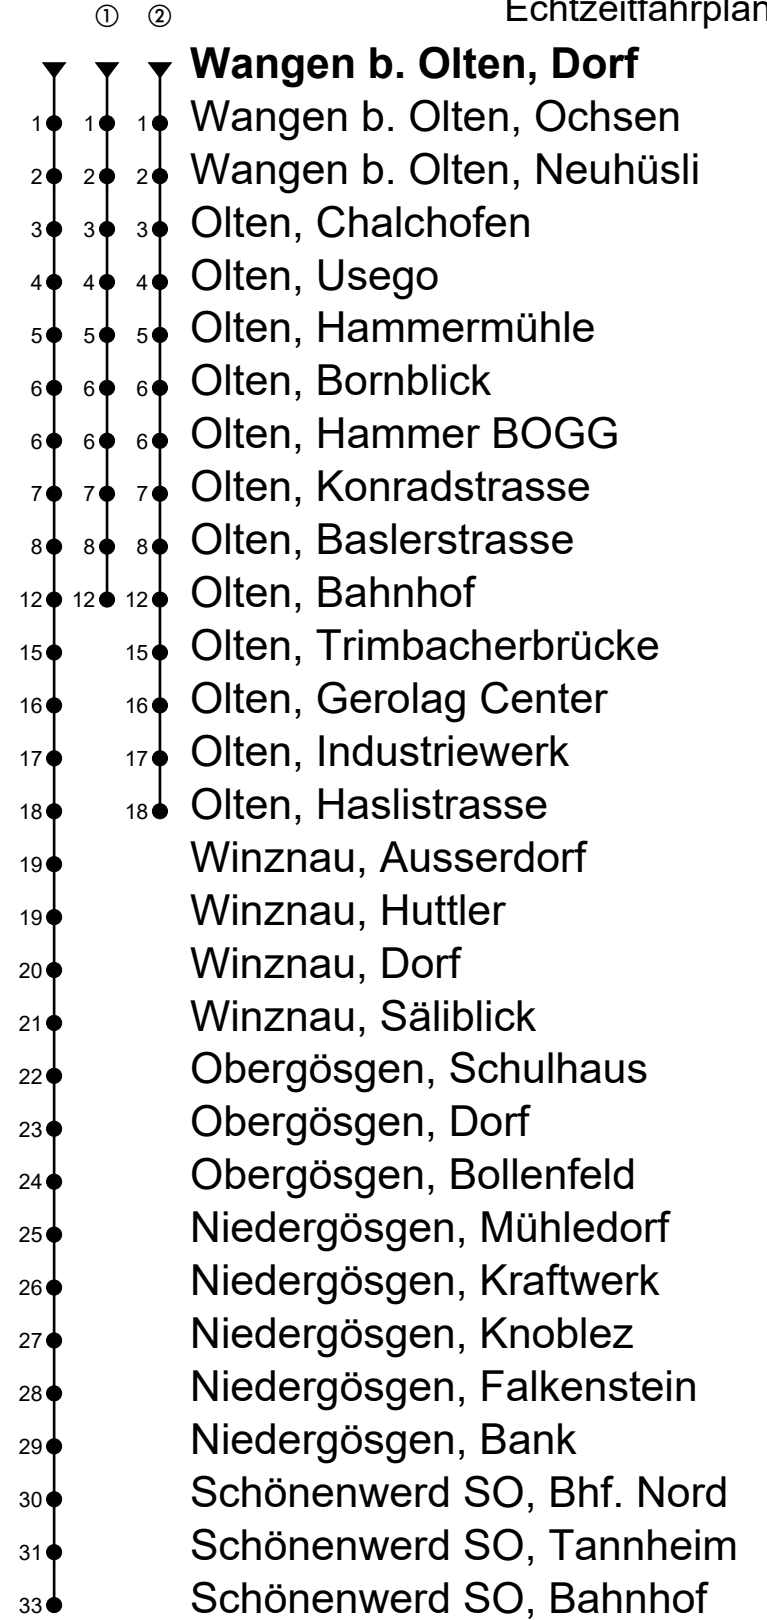 Echtzeitfahrplan
① ②
Wangen b. Olten, Dorf
1 1 1 Wangen b. Olten, Ochsen
2 2 2 Wangen b. Olten, Neuhüsli
3 3 3 Olten, Chalchofen
4 4 4 Olten, Usego
5 5 5 Olten, Hammermühle
6 6 6 Olten, Bornblick
6 6 6 Olten, Hammer BOGG
7 7 7 Olten, Konradstrasse
8 8 8 Olten, Baslerstrasse
12 12 12 Olten, Bahnhof
15 15 Olten, Trimbacherbrücke
16 16 Olten, Gerolag Center
17 17 Olten, Industriewerk
18 18 Olten, Haslistrasse
19 Winznau, Ausserdorf
19 Winznau, Huttler
20 Winznau, Dorf
21 Winznau, Säliblick
22 Obergösgen, Schulhaus
23 Obergösgen, Dorf
24 Obergösgen, Bollenfeld
25 Niedergösgen, Mühledorf
26 Niedergösgen, Kraftwerk
27 Niedergösgen, Knoblez
28 Niedergösgen, Falkenstein
29 Niedergösgen, Bank
30 Schönenwerd SO, Bhf. Nord
31 Schönenwerd SO, Tannheim
33 Schönenwerd SO, Bahnhof